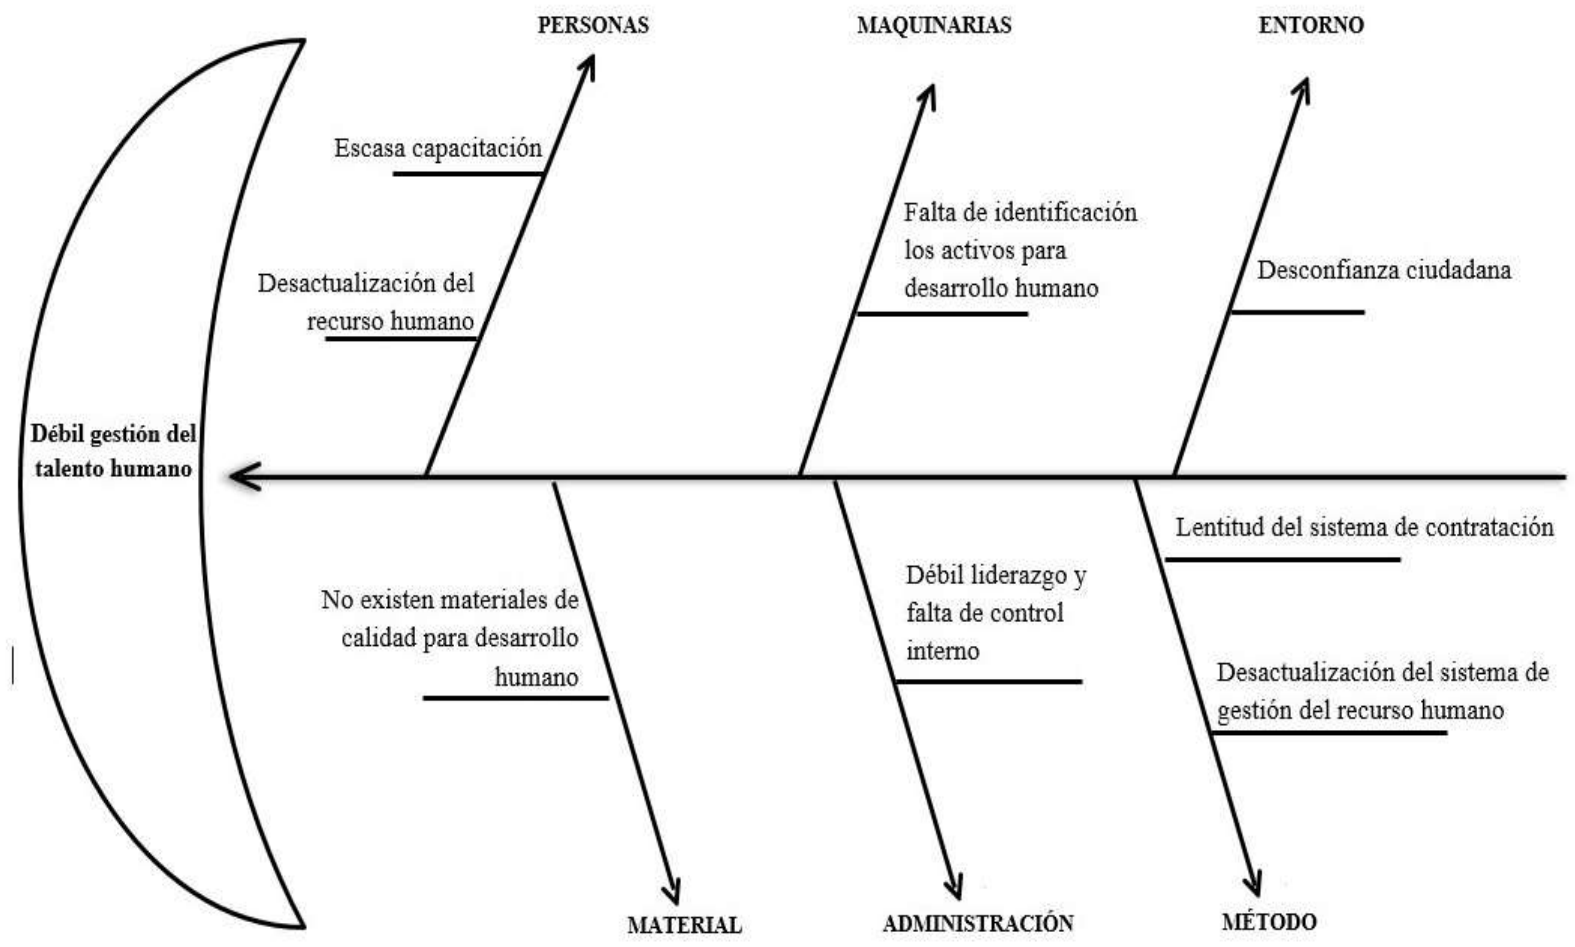 PERSONAS
MAQUINARIAS
ENTORNO
Escasa capacitación
Desactualización del
recurso humano
Falta de identificación
los activos para
desarrollo humano
Desconfianza ciudadana
Débil gestión del
talento humano
No existen materiales de
calidad para desarrollo
humano
Débil liderazgo y
falta de control
interno
Lentitud del sistema de contratación
Desactualización del sistema de
gestión del recurso humano
MATERIAL
ADMINISTRACIÓN
MÉTODO